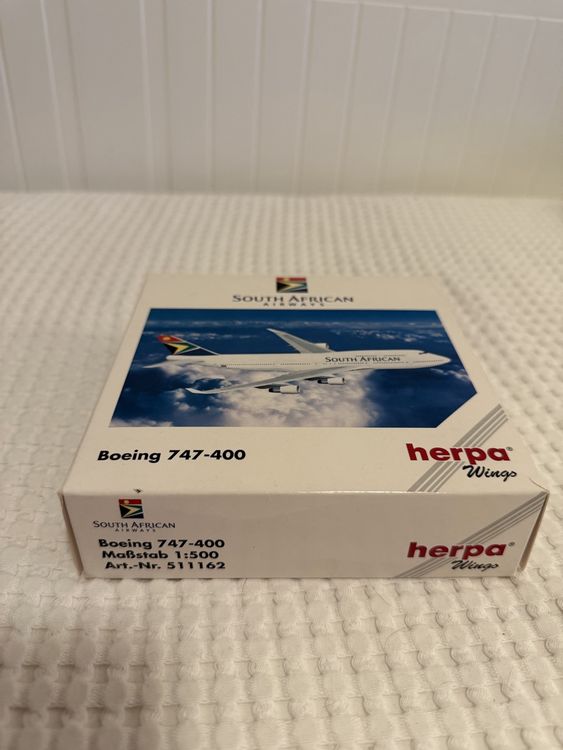 SOUTH AFRICAN
AIRWAYS
SOUTH AFRICAN
Boeing 747-400
herpa®
Wings
SOUTH AFRICAN
AIRWAYS
Boeing 747-400
Maßstab 1:500
Art.-Nr. 511162
herpa®
Wings